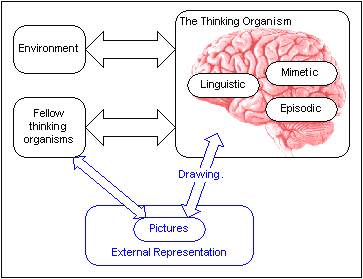 The Thinking Organism
Environment
Mimetic
Linguistic
Episodic
Fellow
thinking
organisms
Drawing.
Pictures
External Representation